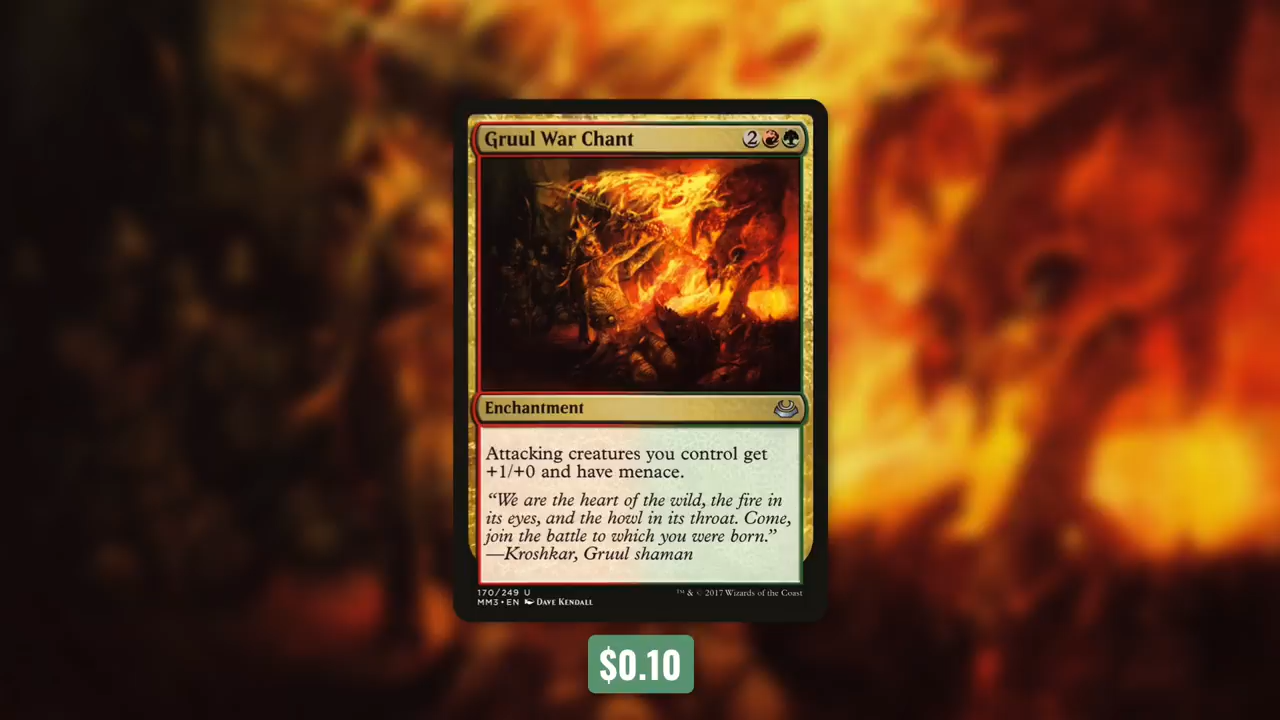 Gruul War Chant 2
Enchantment
Attacking creatures you control get
+1/+0 and have menace.
“We are the heart of the wild, the fire in
its eyes, and the howl in its throat. Come,
join the battle to which you were born.”
—Kroshkar, Gruul shaman
170/249 U
MM3 • EN Dave Kendall
™ & © 2017 Wizards of the Coast
$0.10